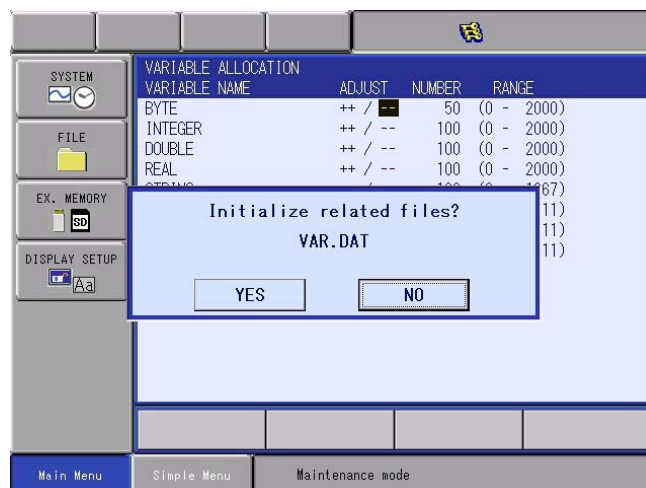 SYSTEM
FILE
EX. MEMORY
SD
DISPLAY SETUP
Aa
VARIABLE ALLOCATION
VARIABLE NAME ADJUST NUMBER RANGE
BYTE ++ / -- 50 (0 - 2000)
INTEGER ++ / -- 100 (0 - 2000)
DOUBLE ++ / -- 100 (0 - 2000)
REAL ++ / -- 100 (0 - 2000)
67)
11)
11)
11)
Initialize related files?
VAR.DAT
YES NO
Main Menu Simple Menu Maintenance mode